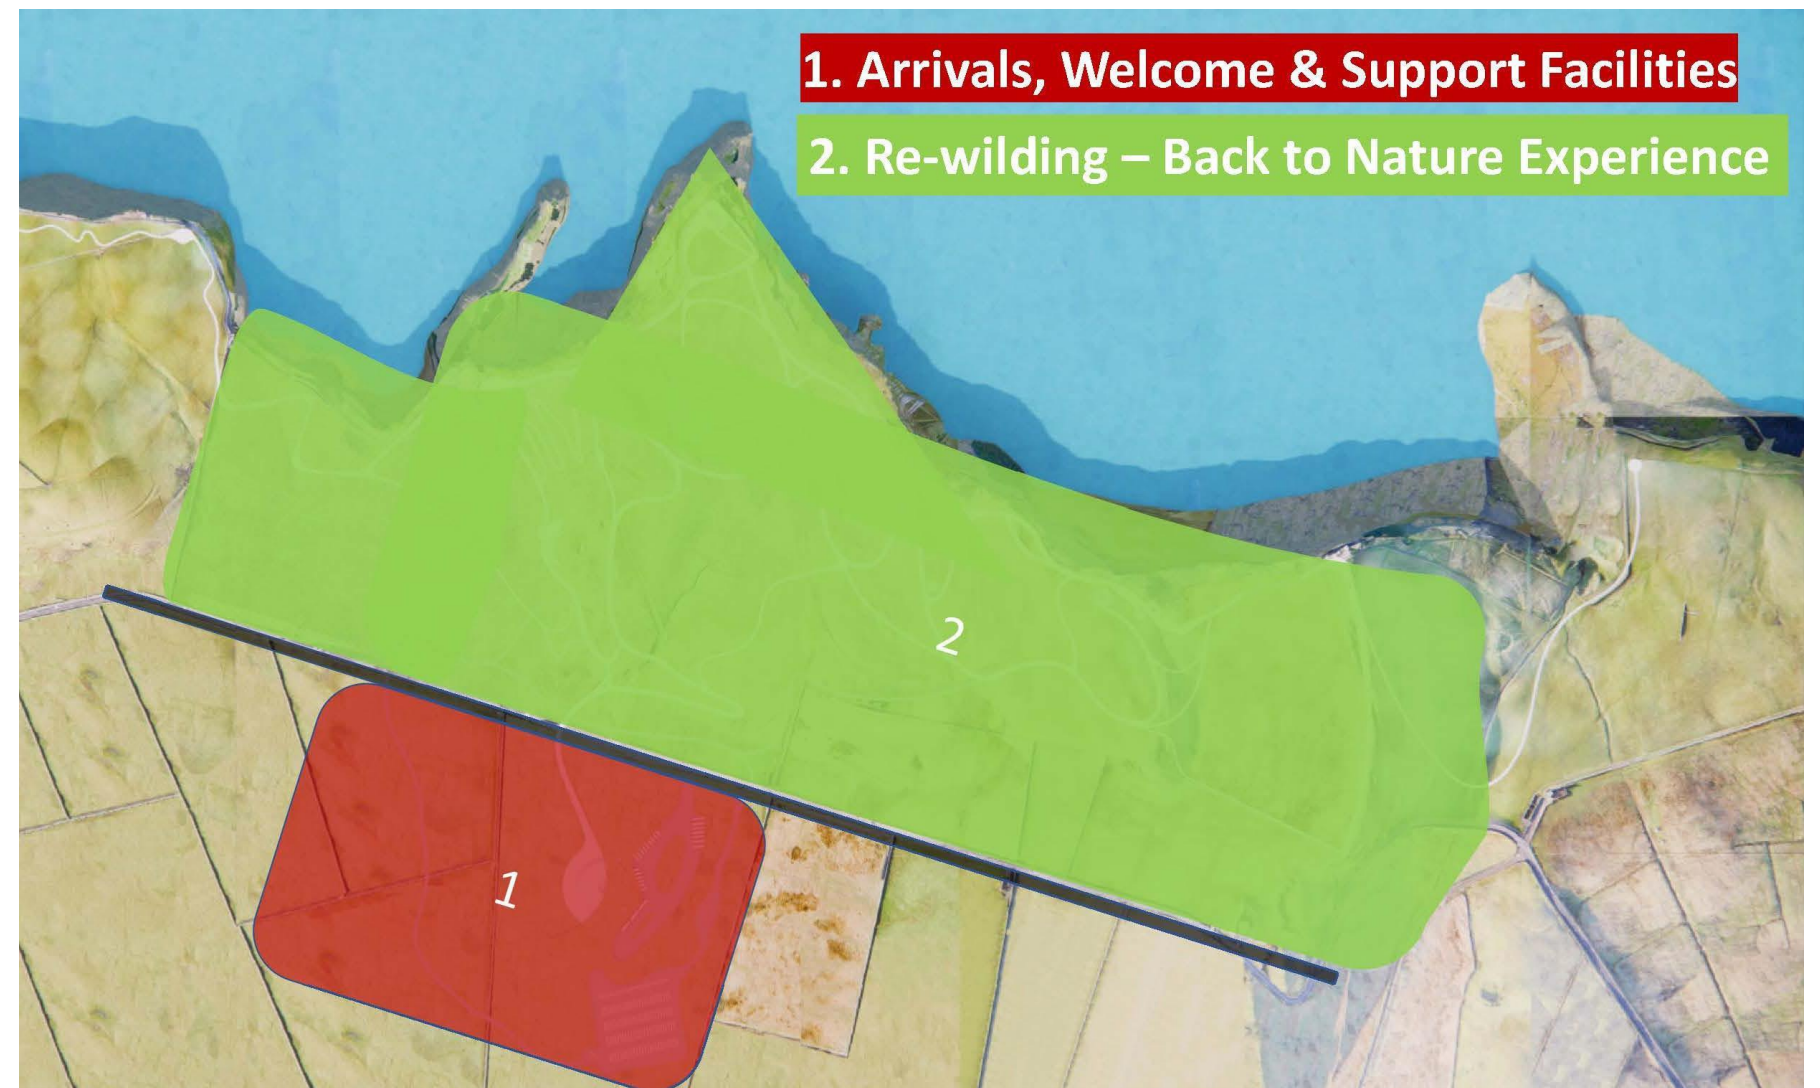 1. Arrivals, Welcome & Support Facilities
2. Re-wilding – Back to Nature Experience
2
1